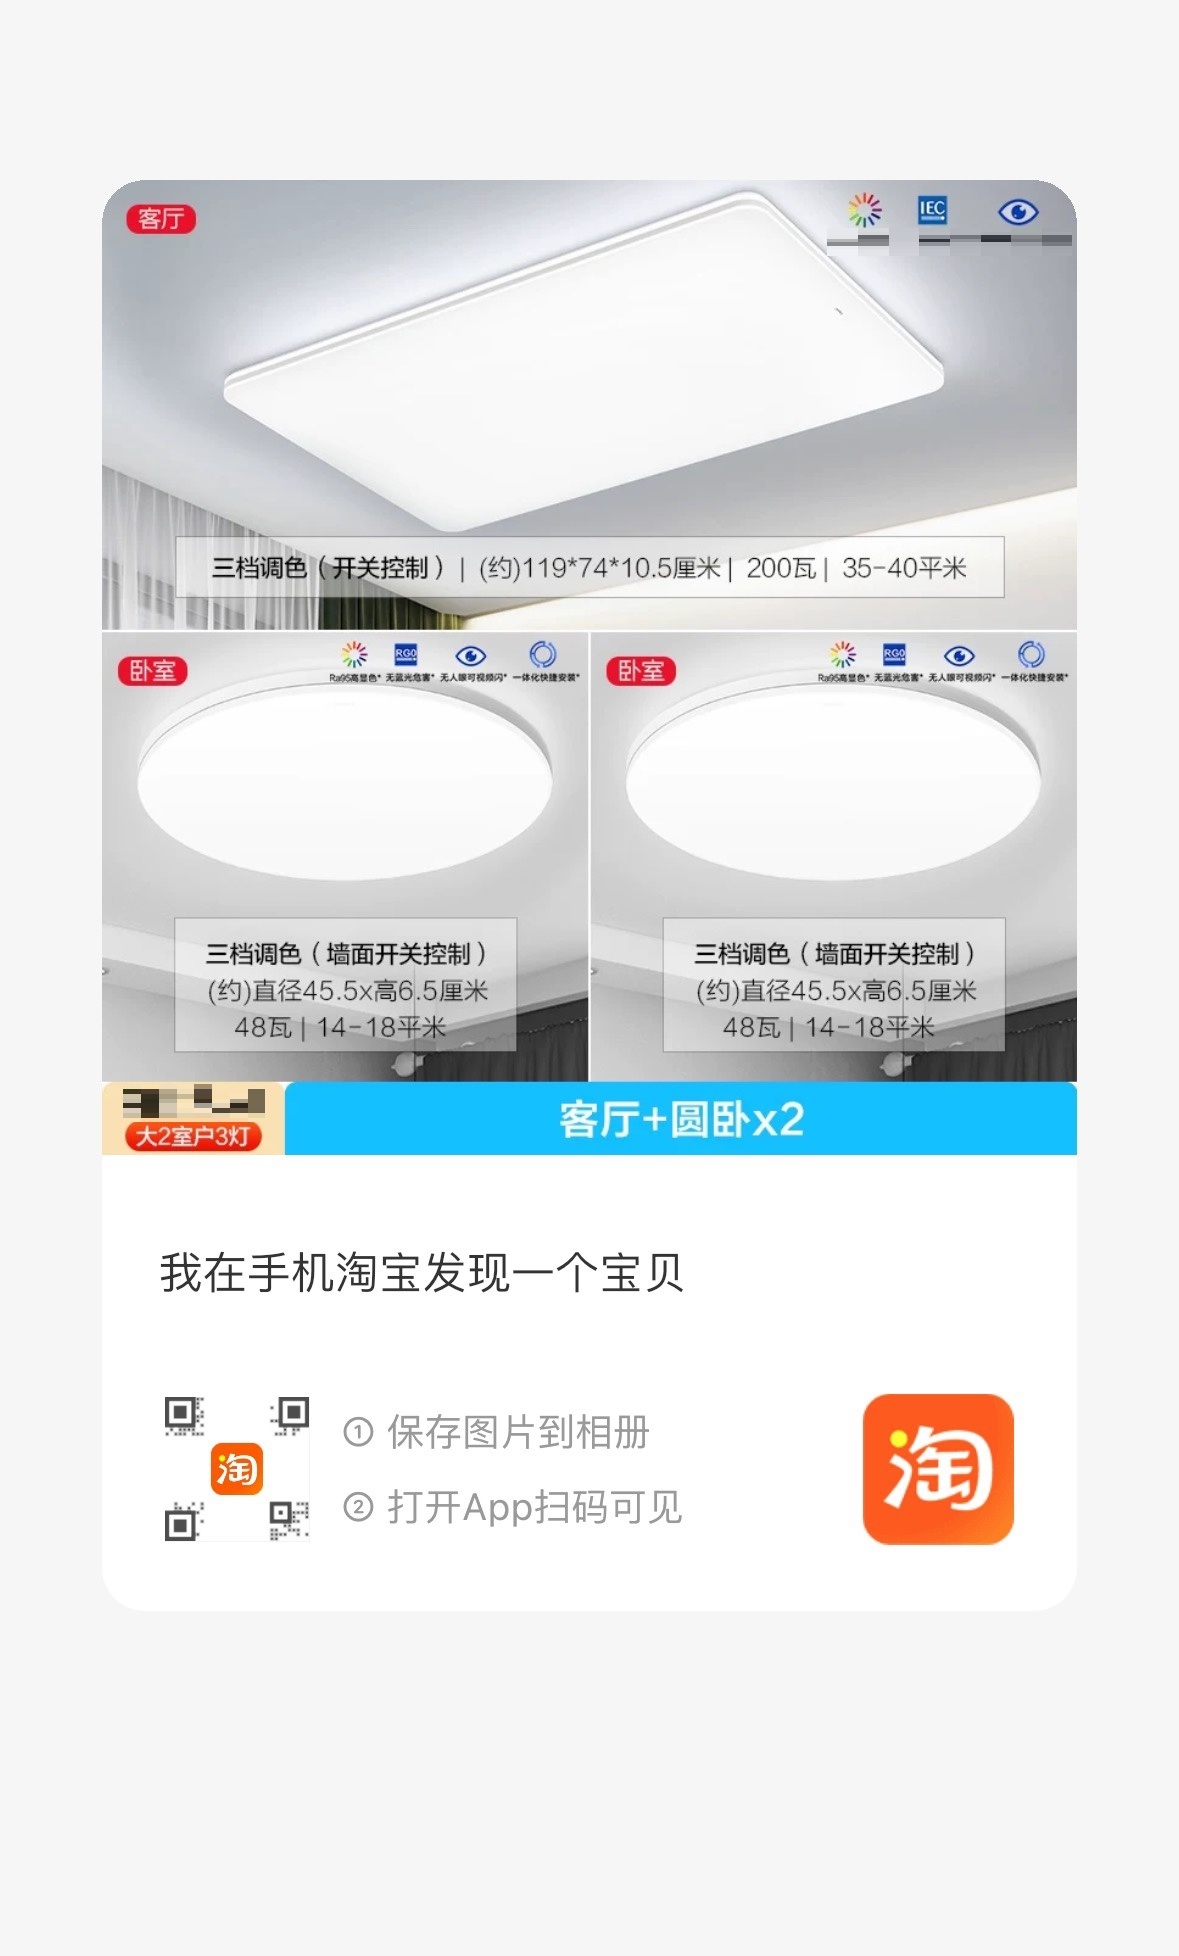 客厅
IEC
三档调色（开关控制）| (约)119*74*10.5厘米 | 200瓦 | 35-40平米
卧室
RG0
Ra95高显色* 无蓝光危害* 无人眼可视频闪* 一体化快捷安装*
三档调色（墙面开关控制）
(约)直径45.5x高6.5厘米
48瓦 | 14-18平米
卧室
RG0
Ra95高显色* 无蓝光危害* 无人眼可视频闪* 一体化快捷安装*
三档调色（墙面开关控制）
(约)直径45.5x高6.5厘米
48瓦 | 14-18平米
大2室户3灯
客厅+圆卧x2
我在手机淘宝发现一个宝贝
淘
① 保存图片到相册
② 打开App扫码可见
淘